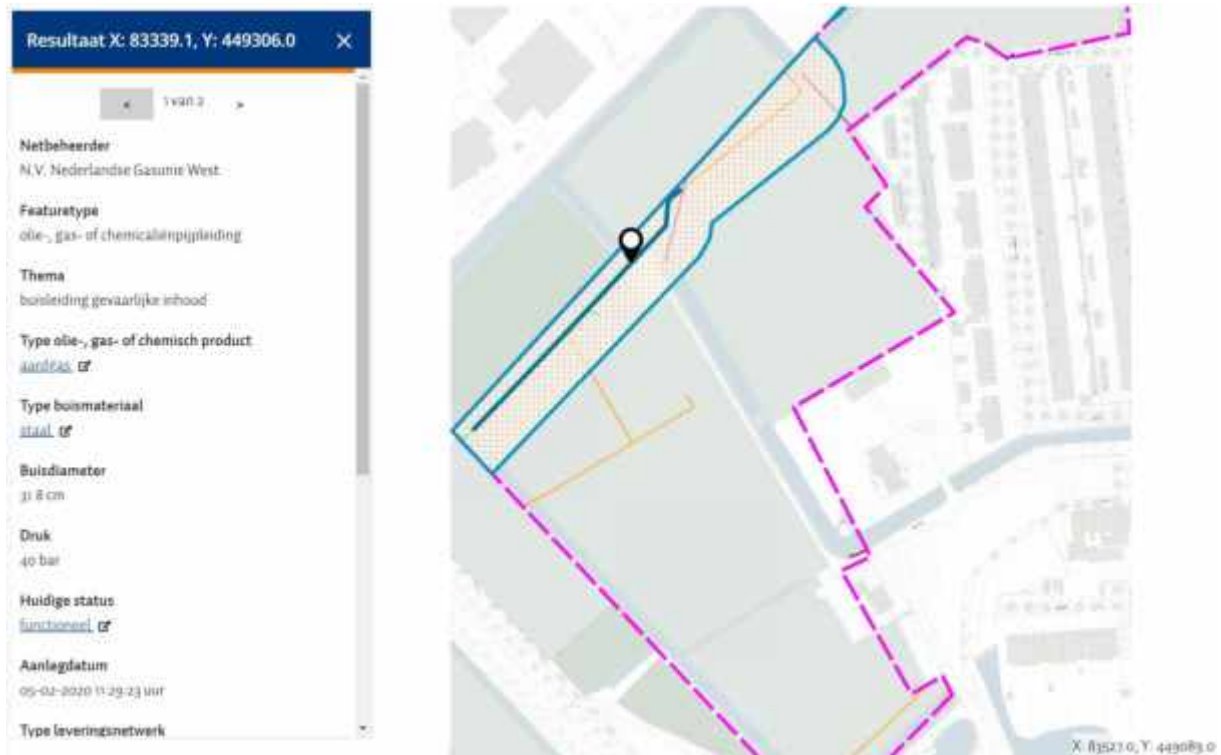 Resultaat X: 83339.1, Y: 449306.0 ×
< 1 van 2 >
Netbeheerder
N.V. Nederlandse Gasunie West
Featuretype
olie-, gas- of chemicaliënpijpleiding
Thema
buisleiding gevaarlijke inhoud
Type olie-, gas- of chemisch product
aardgas
Type buismateriaal
staal
Buisdiameter
31.8 cm
Druk
40 bar
Huidige status
functioneel
Aanlegdatum
05-02-2020 11:29:23 uur
Type leveringsnetwerk
X: 83527.0, Y: 449089.0